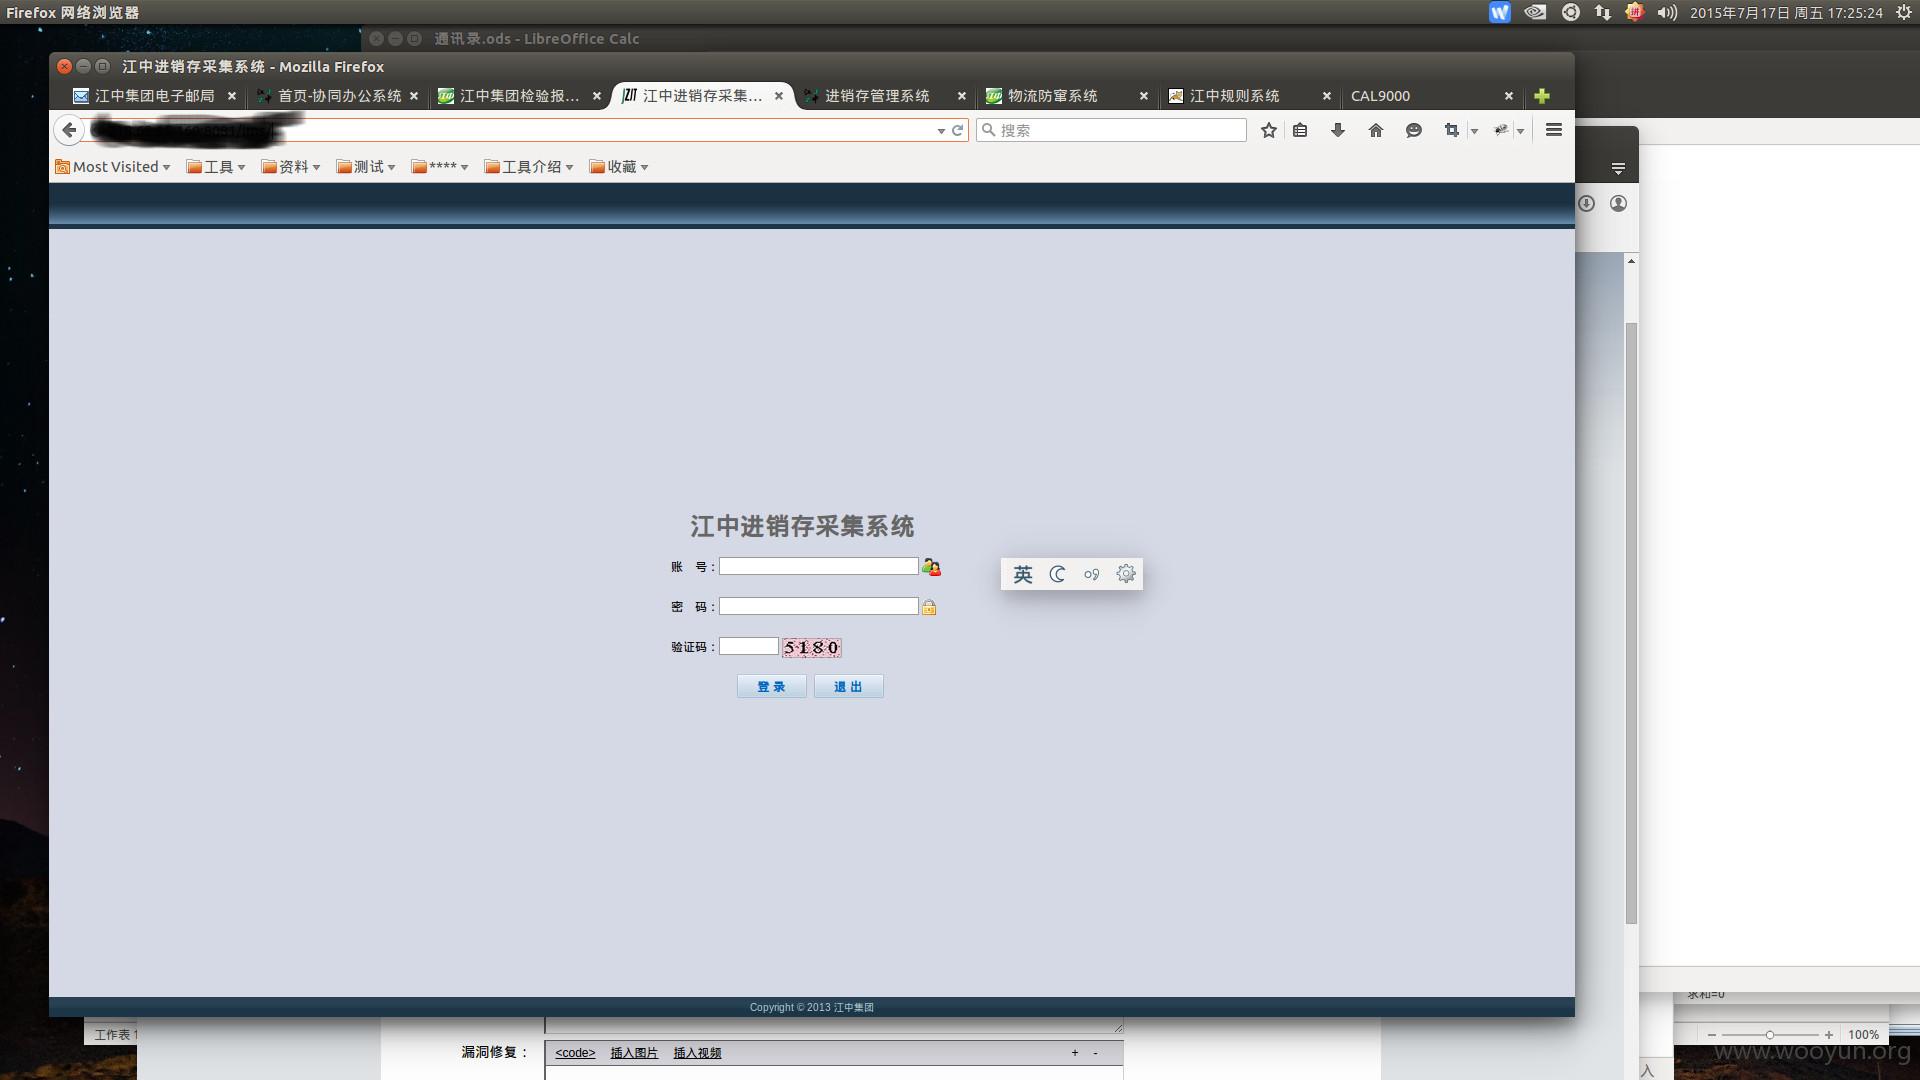 Firefox 网络浏览器
2015年7月17日 周五 17:25:24
通讯录.ods - LibreOffice Calc
江中进销存采集系统 - Mozilla Firefox
江中集团电子邮局
首页-协同办公系统
江中集团检验报...
江中进销存采集...
进销存管理系统
物流防窜系统
江中规则系统
CAL9000
搜索
Most Visited
工具
资料
测试
****
工具介绍
收藏
江中进销存采集系统
账 号：
英
密 码：
验证码：
5180
登 录
退 出
Copyright © 2013 江中集团
求和=0
工作表 1
100%
漏洞修复：
<code>
插入图片
插入视频
+ -
www.wooyun.org
入